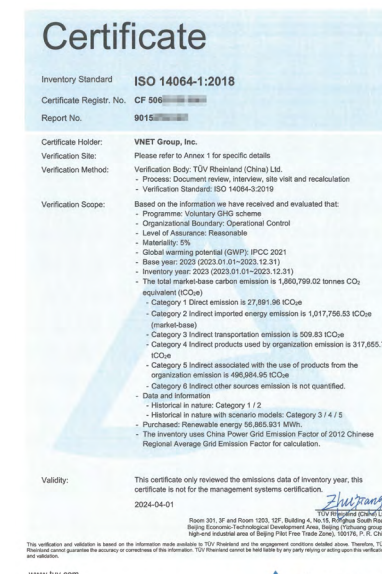 Certificate
Inventory Standard ISO 14064-1:2018
Certificate Registr. No. CF 506
Report No. 9015
Certificate Holder: VNET Group, Inc.
Verification Site: Please refer to Annex 1 for specific details
Verification Method: Verification Body: TÜV Rheinland (China) Ltd.
- Process: Document review, interview, site visit and recalculation
- Verification Standard: ISO 14064-3:2019
Verification Scope: Based on the information we have received and evaluated that:
- Programme: Voluntary GHG scheme
- Organizational Boundary: Operational Control
- Level of Assurance: Reasonable
- Materiality: 5%
- Global warming potential (GWP): IPCC 2021
- Base year: 2023 (2023.01.01~2023.12.31)
- Inventory year: 2023 (2023.01.01~2023.12.31)
- The total market-base carbon emission is 1,860,799.02 tonnes CO₂
equivalent (tCO₂e)
- Category 1 Direct emission is 27,891.96 tCO₂e
- Category 2 Indirect imported energy emission is 1,017,756.53 tCO₂e
(market-base)
- Category 3 Indirect transportation emission is 509.83 tCO₂e
- Category 4 Indirect products used by organization emission is 317,655.
tCO₂e
- Category 5 Indirect associated with the use of products from the
organization emission is 496,984.95 tCO₂e
- Category 6 Indirect other sources emission is not quantified.
- Data and information
- Historical in nature: Category 1 / 2
- Historical in nature with scenario models: Category 3 / 4 / 5
- Purchased: Renewable energy 56,865.931 MWh.
- The inventory uses China Power Grid Emission Factor of 2012 Chinese
Regional Average Grid Emission Factor for calculation.
Validity: This certificate only reviewed the emissions data of inventory year, this
certificate is not for the management systems certification.
2024-04-01
TÜV Rheinland (China) L
Room 301, 3F and Room 1203, 12F, Building 4, No.15, Ronghua South Roa
Beijing Economic-Technological Development Area, Beijing (Yizhuang group
high-end industrial area of Beijing Pilot Free Trade Zone), 100176, P. R. Chi
This verification and validation is based on the information made available to TÜV Rheinland and the engagement conditions detailed above. Therefore, TÜ
Rheinland cannot guarantee the accuracy or correctness of this information. TÜV Rheinland cannot be held liable by any party relying or acting upon this verifica
and validation.